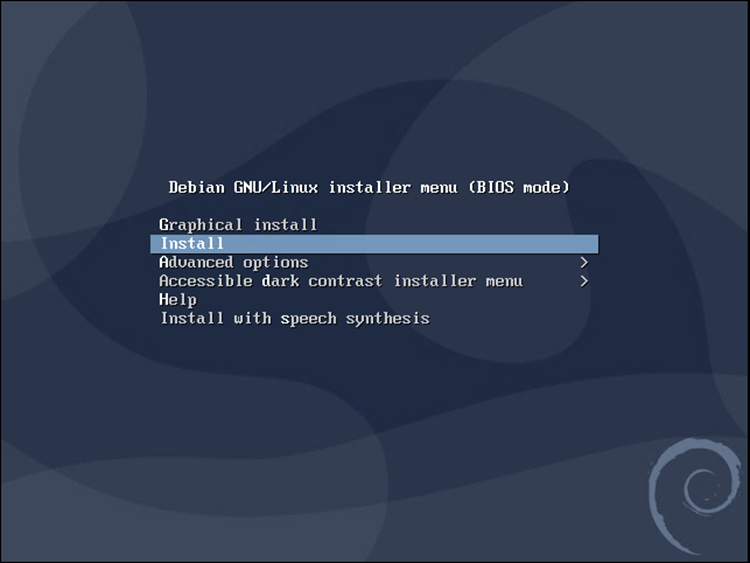 Debian GNU/Linux installer menu (BIOS mode)
Graphical install
Install
Advanced options >
Accessible dark contrast installer menu >
Help
Install with speech synthesis